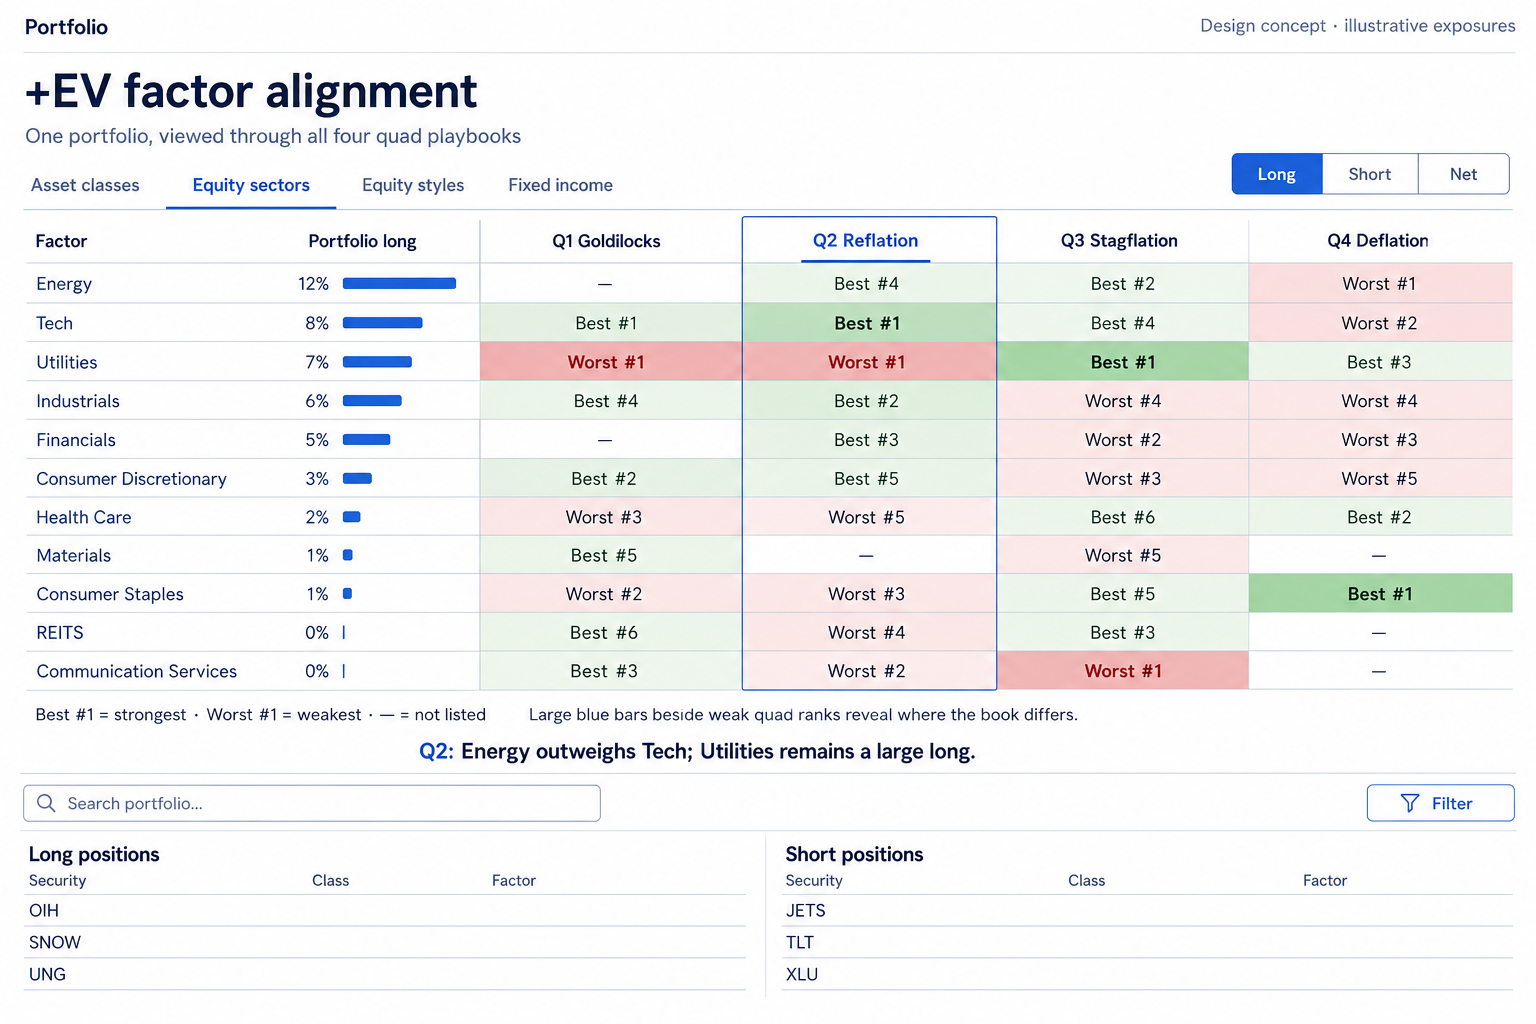 Portfolio
Design concept · illustrative exposures
+EV factor alignment
One portfolio, viewed through all four quad playbooks
Asset classes Equity sectors Equity styles Fixed income
Long Short Net
Factor Portfolio long Q1 Goldilocks Q2 Reflation Q3 Stagflation Q4 Deflation
Energy 12% — Best #4 Best #2 Worst #1
Tech 8% Best #1 Best #1 Best #4 Worst #2
Utilities 7% Worst #1 Worst #1 Best #1 Best #3
Industrials 6% Best #4 Best #2 Worst #4 Worst #4
Financials 5% — Best #3 Worst #2 Worst #3
Consumer Discretionary 3% Best #2 Best #5 Worst #3 Worst #5
Health Care 2% Worst #3 Worst #5 Best #6 Best #2
Materials 1% Best #5 — Worst #5 —
Consumer Staples 1% Worst #2 Worst #3 Best #5 Best #1
REITS 0% Best #6 Worst #4 Best #3 —
Communication Services 0% Best #3 Worst #2 Worst #1 —
Best #1 = strongest · Worst #1 = weakest · — = not listed Large blue bars beside weak quad ranks reveal where the book differs.
Q2: Energy outweighs Tech; Utilities remains a large long.
Search portfolio...
Filter
Long positions
Security Class Factor
OIH
SNOW
UNG
Short positions
Security Class Factor
JETS
TLT
XLU